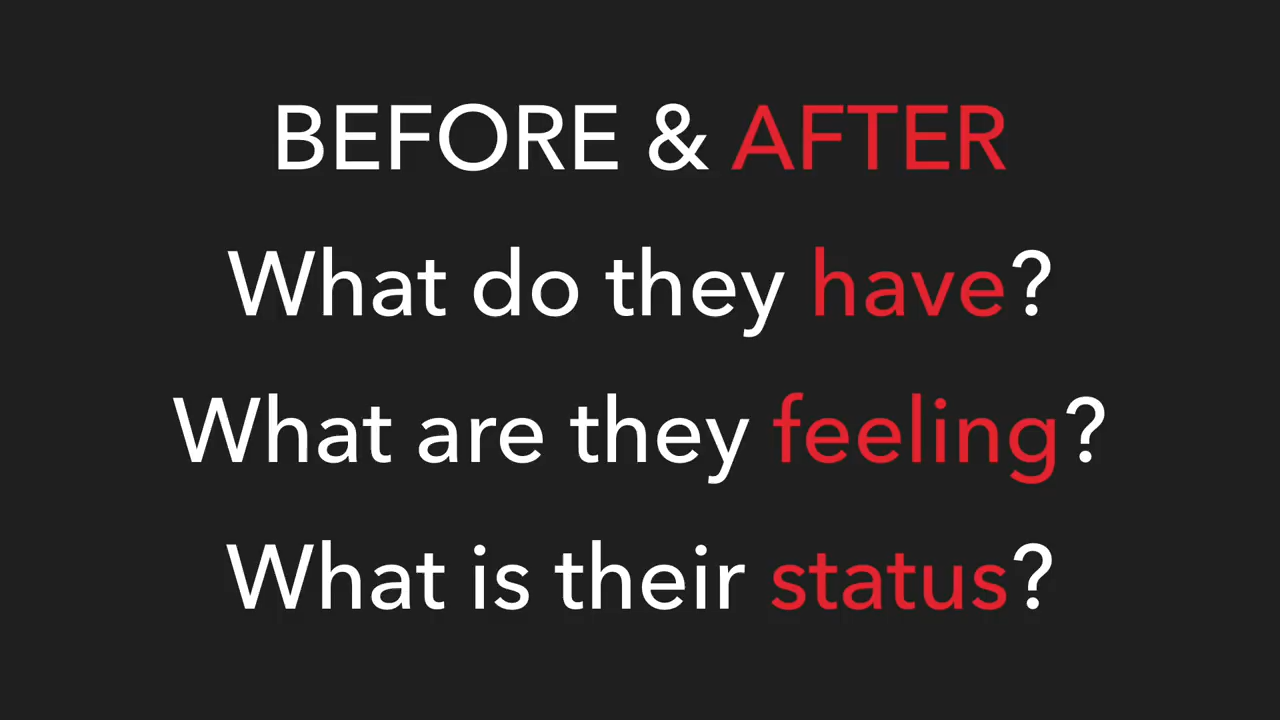 BEFORE & AFTER
What do they have?
What are they feeling?
What is their status?